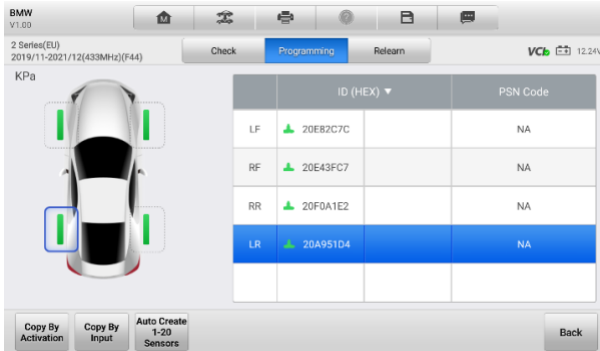 BMW
V1.00
2 Series(EU)
2019/11-2021/12(433MHz)(F44)
Check
Programming
Relearn
VCI
12.24V
KPa
ID (HEX) ▼
PSN Code
LF 20E82C7C NA
RF 20E43FC7 NA
RR 20F0A1E2 NA
LR 20A951D4 NA
Copy By
Activation
Copy By
Input
Auto Create
1-20
Sensors
Back